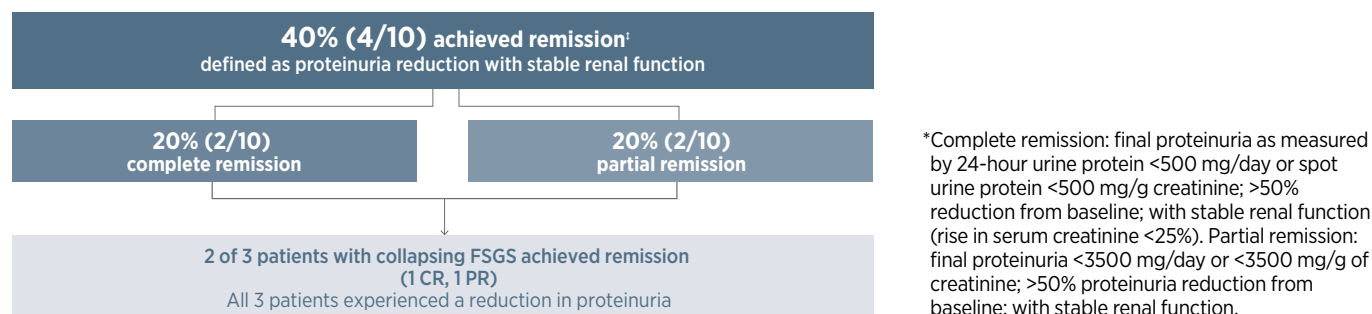 40% (4/10) achieved remission‡
defined as proteinuria reduction with stable renal function
20% (2/10)
complete remission
20% (2/10)
partial remission
2 of 3 patients with collapsing FSGS achieved remission
(1 CR, 1 PR)
All 3 patients experienced a reduction in proteinuria
*Complete remission: final proteinuria as measured
by 24-hour urine protein <500 mg/day or spot
urine protein <500 mg/g creatinine; >50%
reduction from baseline; with stable renal function
(rise in serum creatinine <25%). Partial remission:
final proteinuria <3500 mg/day or <3500 mg/g of
creatinine; >50% proteinuria reduction from
baseline; with stable renal function.